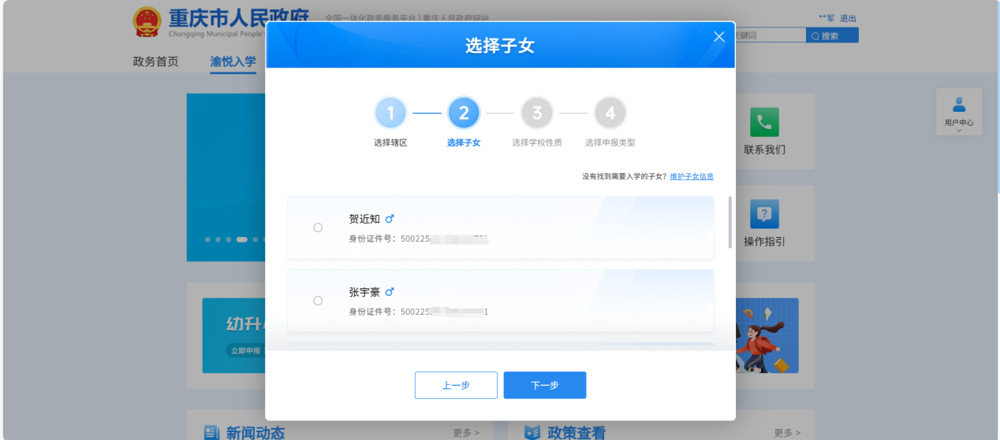 重庆市人民政府
全国一体化政务服务平台 | 重庆人民政府网站
**军 退出
Chongqing Municipal People's
键词
搜索
政务首页 渝悦入学
选择子女
1 2 3 4
选择辖区 选择子女 选择学校性质 选择申报类型
没有找到需要入学的子女? 维护子女信息
贺近知
身份证件号: 500225
张宇豪
身份证件号: 500225
上一步 下一步
用户中心
联系我们
操作指引
幼升
立即申报
新闻动态 更多 >
政策查看 更多 >